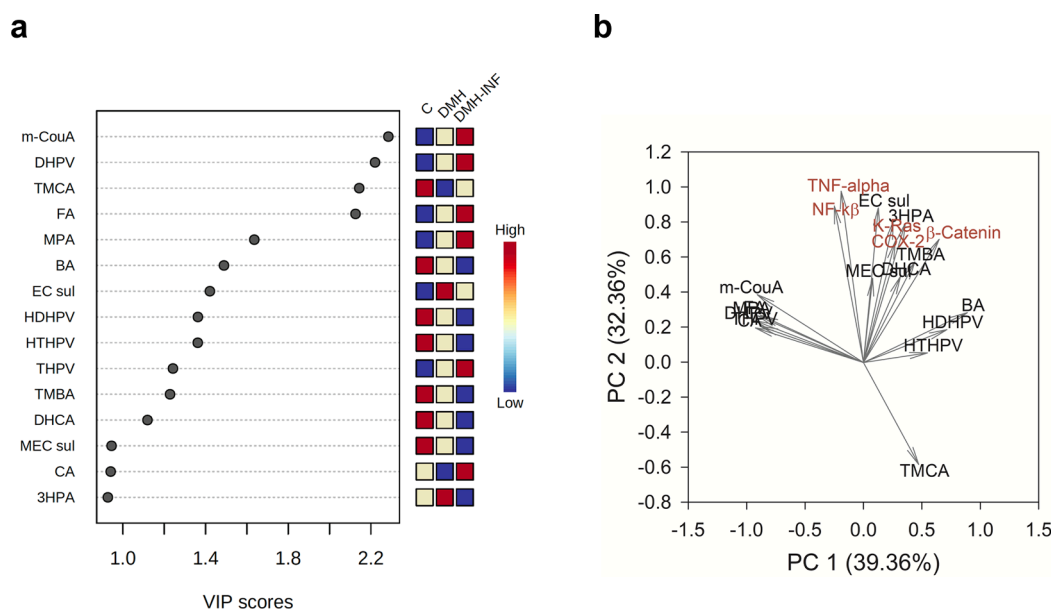 a
C DMH DMH-INF
m-CouA
DHPV
TMCA
FA
MPA
BA
EC sul
HDHPV
HTHPV
THPV
TMBA
DHCA
MEC sul
CA
3HPA
High
Low
1.0 1.4 1.8 2.2
VIP scores
b
1.2
1.0
0.8
0.6
0.4
0.2
0.0
-0.2
-0.4
-0.6
-0.8
PC 2 (32.36%)
TNF-alpha
EC sul
NF-kβ
3HPA
K-Ras
β-Catenin
COX-2
TMBA
MEC sul
DHCA
m-CouA
BA
HDHPV
CA
HTHPV
TMCA
-1.5 -1.0 -0.5 0.0 0.5 1.0 1.5
PC 1 (39.36%)